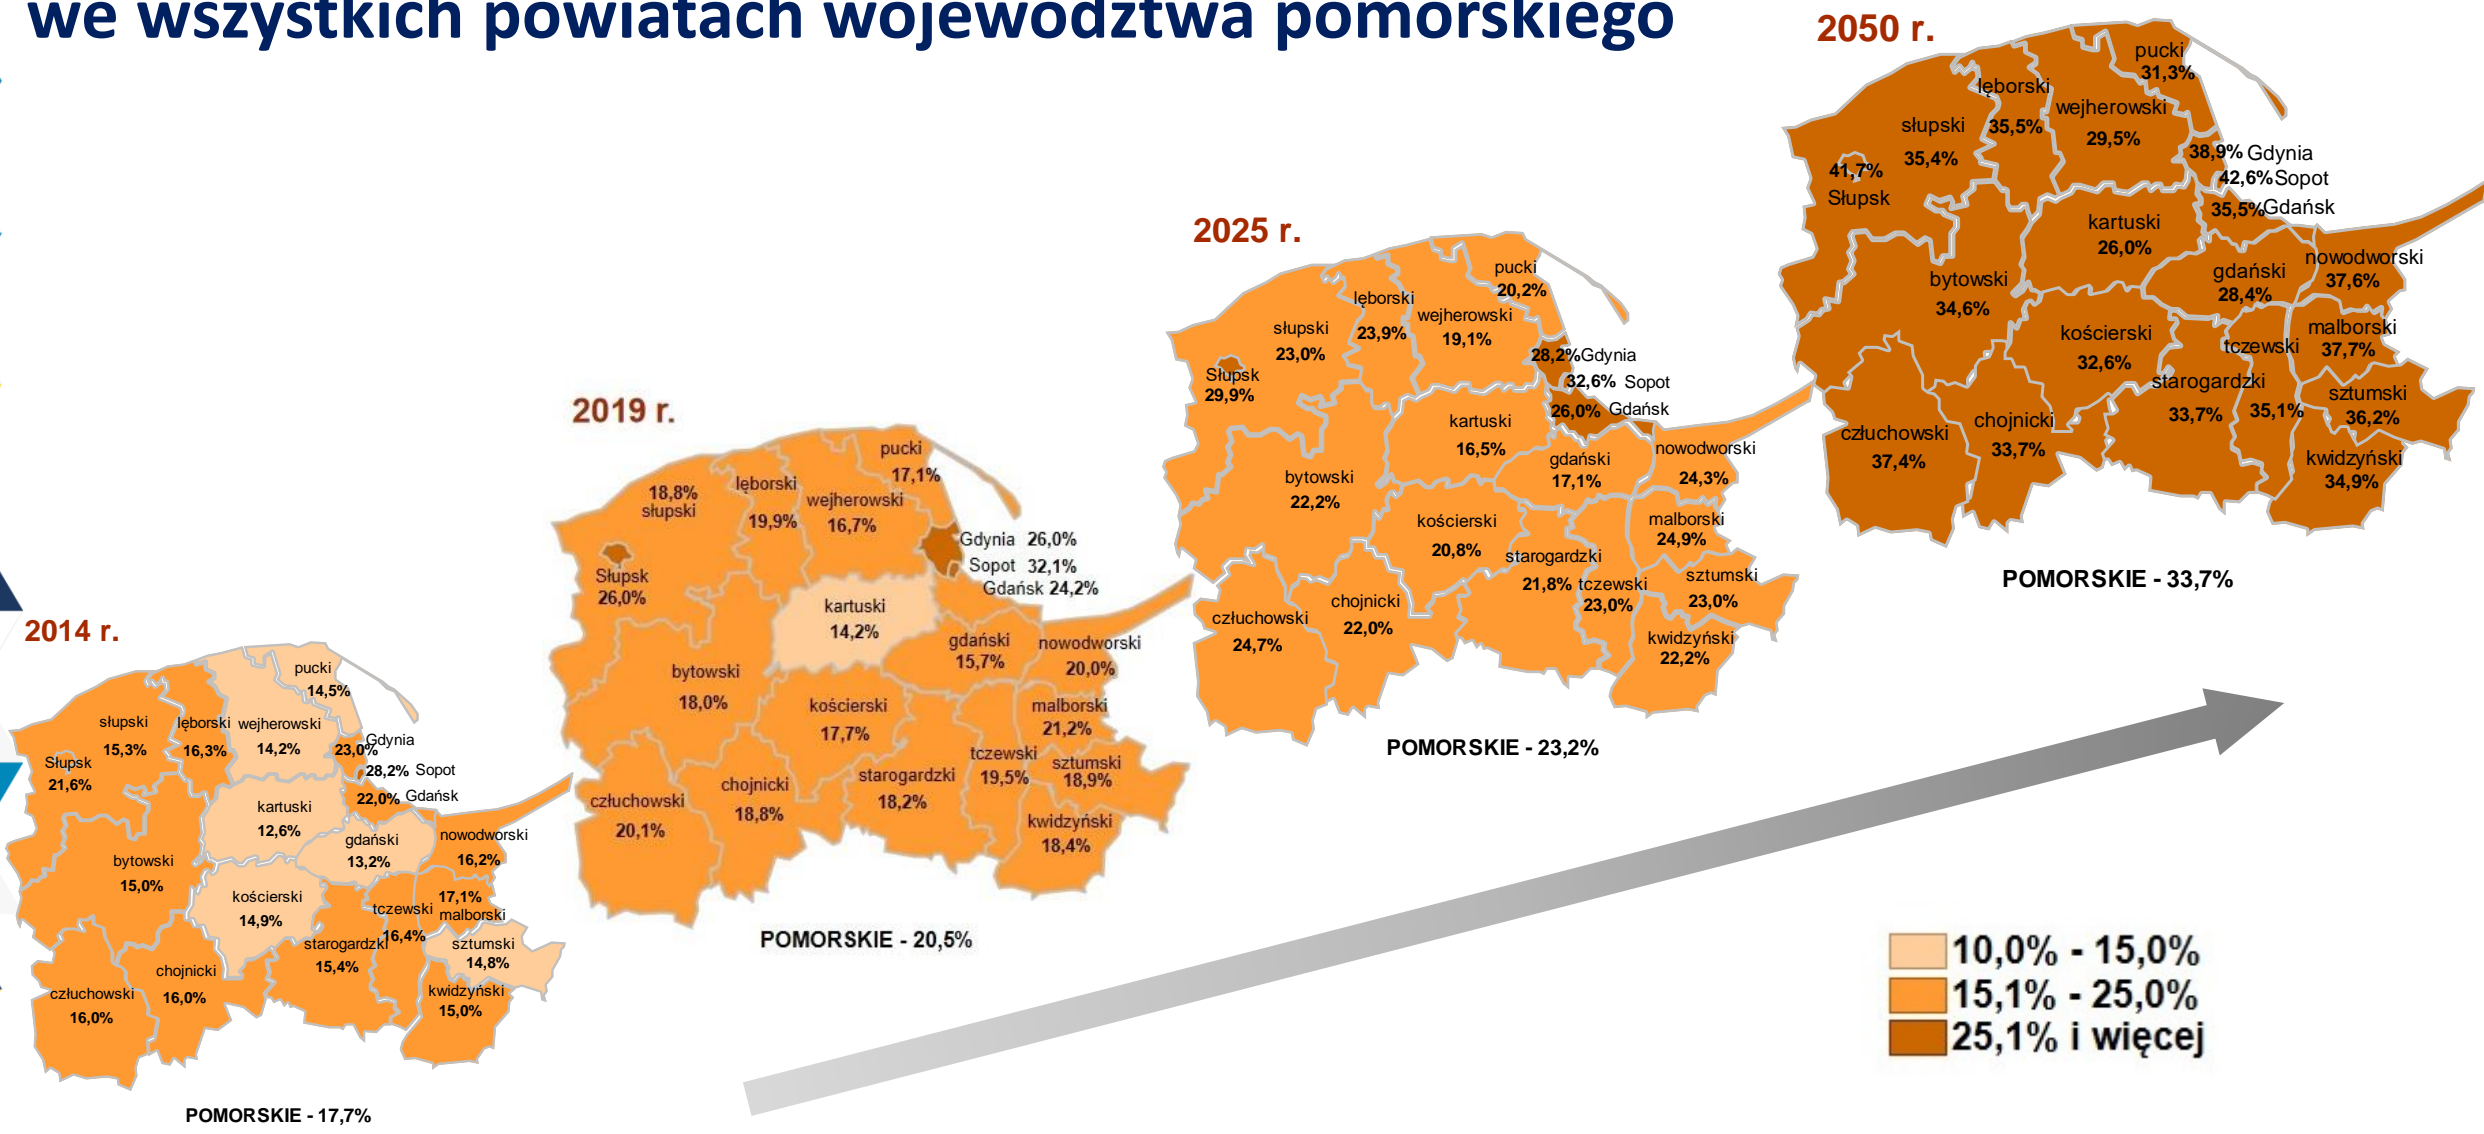 we wszystkich powiatach województwa pomorskiego
2014 r.
pucki
14,5%
słupski
15,3%
lęborski
16,3%
wejherowski
14,2%
Gdynia
23,0%
28,2% Sopot
22,0% Gdańsk
Słupsk
21,6%
kartuski
12,6%
gdański
13,2%
nowodworski
16,2%
bytowski
15,0%
kościerski
14,9%
17,1%
malborski
tczewski
16,4%
starogardzki
15,4%
sztumski
14,8%
chojnicki
16,0%
człuchowski
16,0%
kwidzyński
15,0%
POMORSKIE - 17,7%
2019 r.
pucki
17,1%
18,8%
słupski
lęborski
19,9%
wejherowski
16,7%
Gdynia 26,0%
Sopot 32,1%
Gdańsk 24,2%
Słupsk
26,0%
kartuski
14,2%
gdański
15,7%
nowodworski
20,0%
bytowski
18,0%
kościerski
17,7%
malborski
21,2%
tczewski
19,5%
sztumski
18,9%
starogardzki
18,2%
chojnicki
18,8%
człuchowski
20,1%
kwidzyński
18,4%
POMORSKIE - 20,5%
2025 r.
pucki
20,2%
lęborski
23,9%
wejherowski
19,1%
słupski
23,0%
28,2% Gdynia
32,6% Sopot
26,0% Gdańsk
Słupsk
29,9%
kartuski
16,5%
gdański
17,1%
nowodworski
24,3%
bytowski
22,2%
kościerski
20,8%
malborski
24,9%
starogardzki
21,8%
tczewski
23,0%
sztumski
23,0%
chojnicki
22,0%
człuchowski
24,7%
kwidzyński
22,2%
POMORSKIE - 23,2%
2050 r.
pucki
31,3%
lęborski
35,5%
wejherowski
29,5%
słupski
35,4%
38,9% Gdynia
42,6% Sopot
35,5% Gdańsk
41,7%
Słupsk
kartuski
26,0%
gdański
28,4%
nowodworski
37,6%
bytowski
34,6%
kościerski
32,6%
malborski
37,7%
tczewski
35,1%
starogardzki
33,7%
sztumski
36,2%
chojnicki
33,7%
człuchowski
37,4%
kwidzyński
34,9%
POMORSKIE - 33,7%
10,0% - 15,0%
15,1% - 25,0%
25,1% i więcej